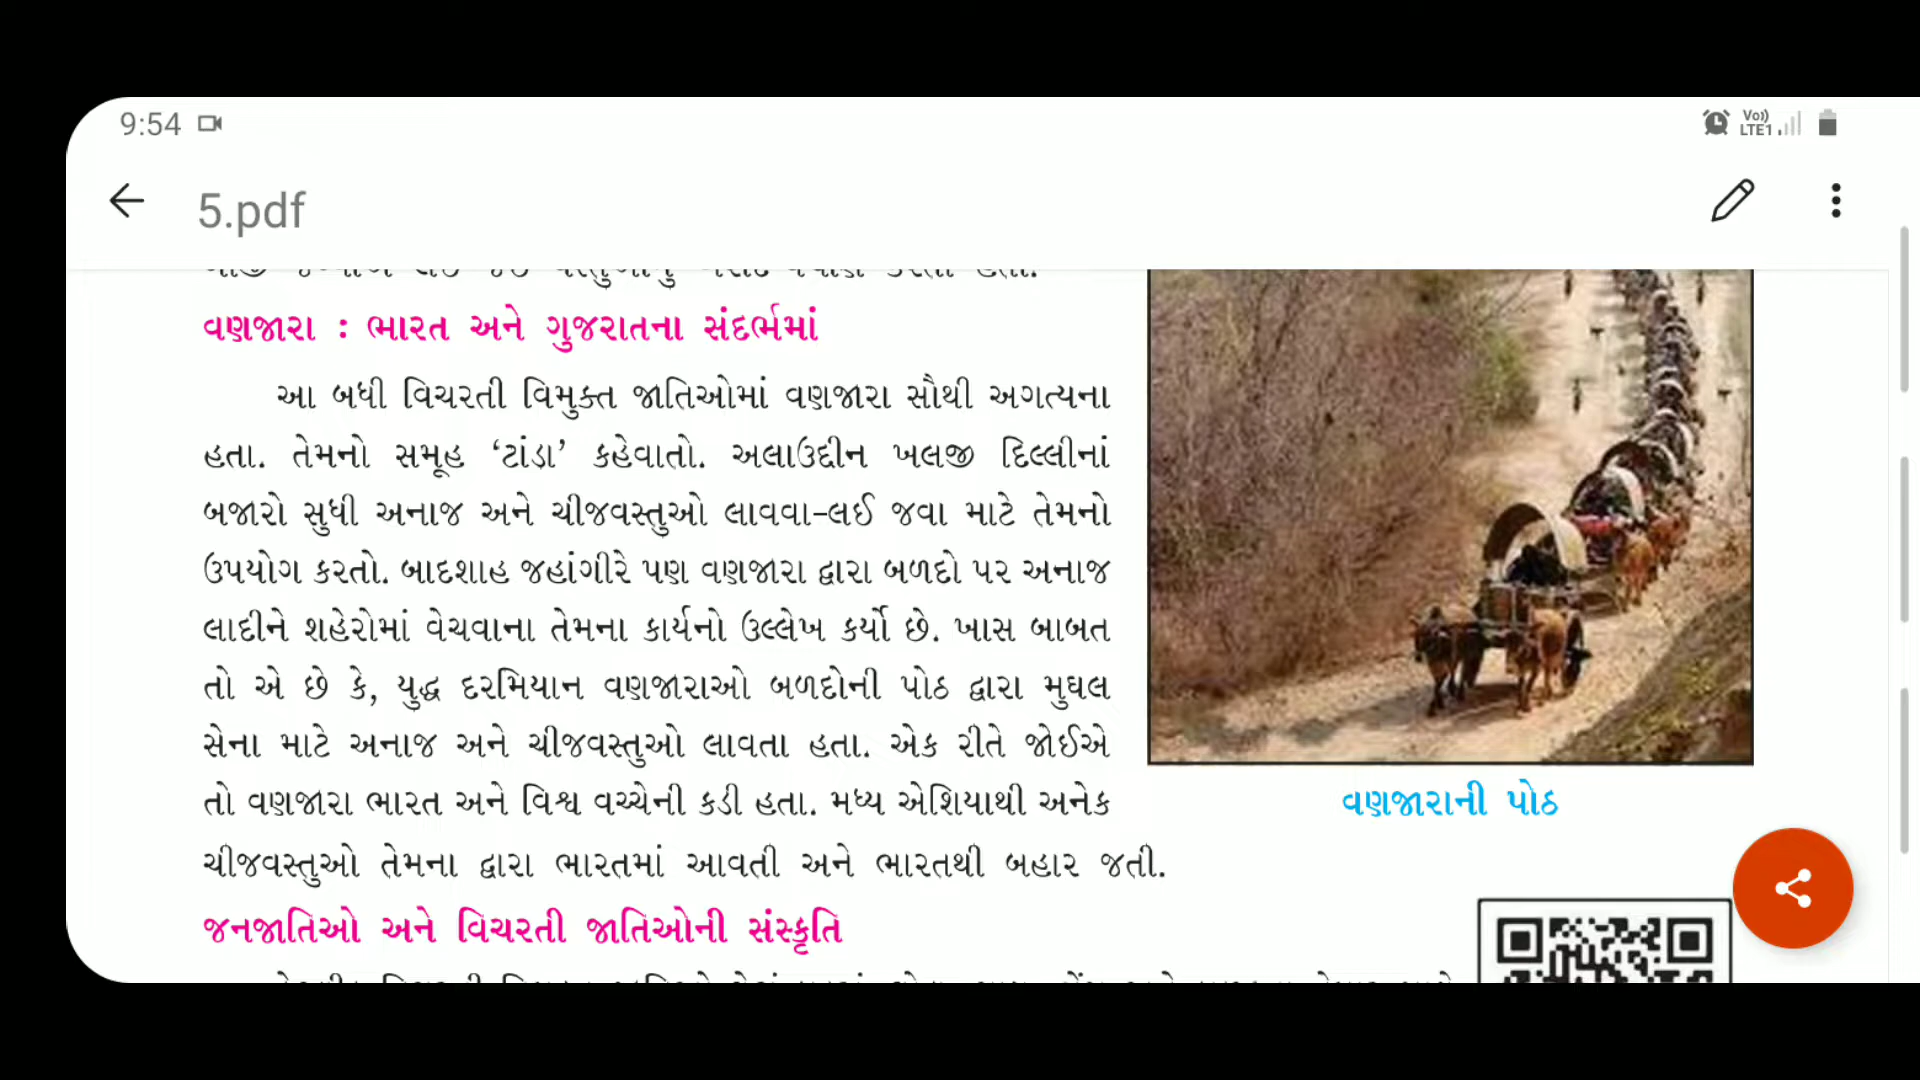 9:54
Vo)) LTE1
5.pdf
વણજારા : ભારત અને ગુજરાતના સંદર્ભમાં
આ બધી વિચરતી વિમુક્ત જાતિઓમાં વણજારા સૌથી અગત્યના
હતા. તેમનો સમૂહ ‘ટાંડા’ કહેવાતો. અલાઉદ્દીન ખલજી દિલ્લીનાં
બજારો સુધી અનાજ અને ચીજવસ્તુઓ લાવવા-લઈ જવા માટે તેમનો
ઉપયોગ કરતો. બાદશાહ જહાંગીરે પણ વણજારા દ્વારા બળદો પર અનાજ
લાદીને શહેરોમાં વેચવાના તેમના કાર્યનો ઉલ્લેખ કર્યો છે. ખાસ બાબત
તો એ છે કે, યુદ્ધ દરમિયાન વણજારાઓ બળદોની પોઠ દ્વારા મુઘલ
સેના માટે અનાજ અને ચીજવસ્તુઓ લાવતા હતા. એક રીતે જોઈએ
તો વણજારા ભારત અને વિશ્વ વચ્ચેની કડી હતા. મધ્ય એશિયાથી અનેક
ચીજવસ્તુઓ તેમના દ્વારા ભારતમાં આવતી અને ભારતથી બહાર જતી.
વણજારાની પોઠ
જનજાતિઓ અને વિચરતી જાતિઓની સંસ્કૃતિ